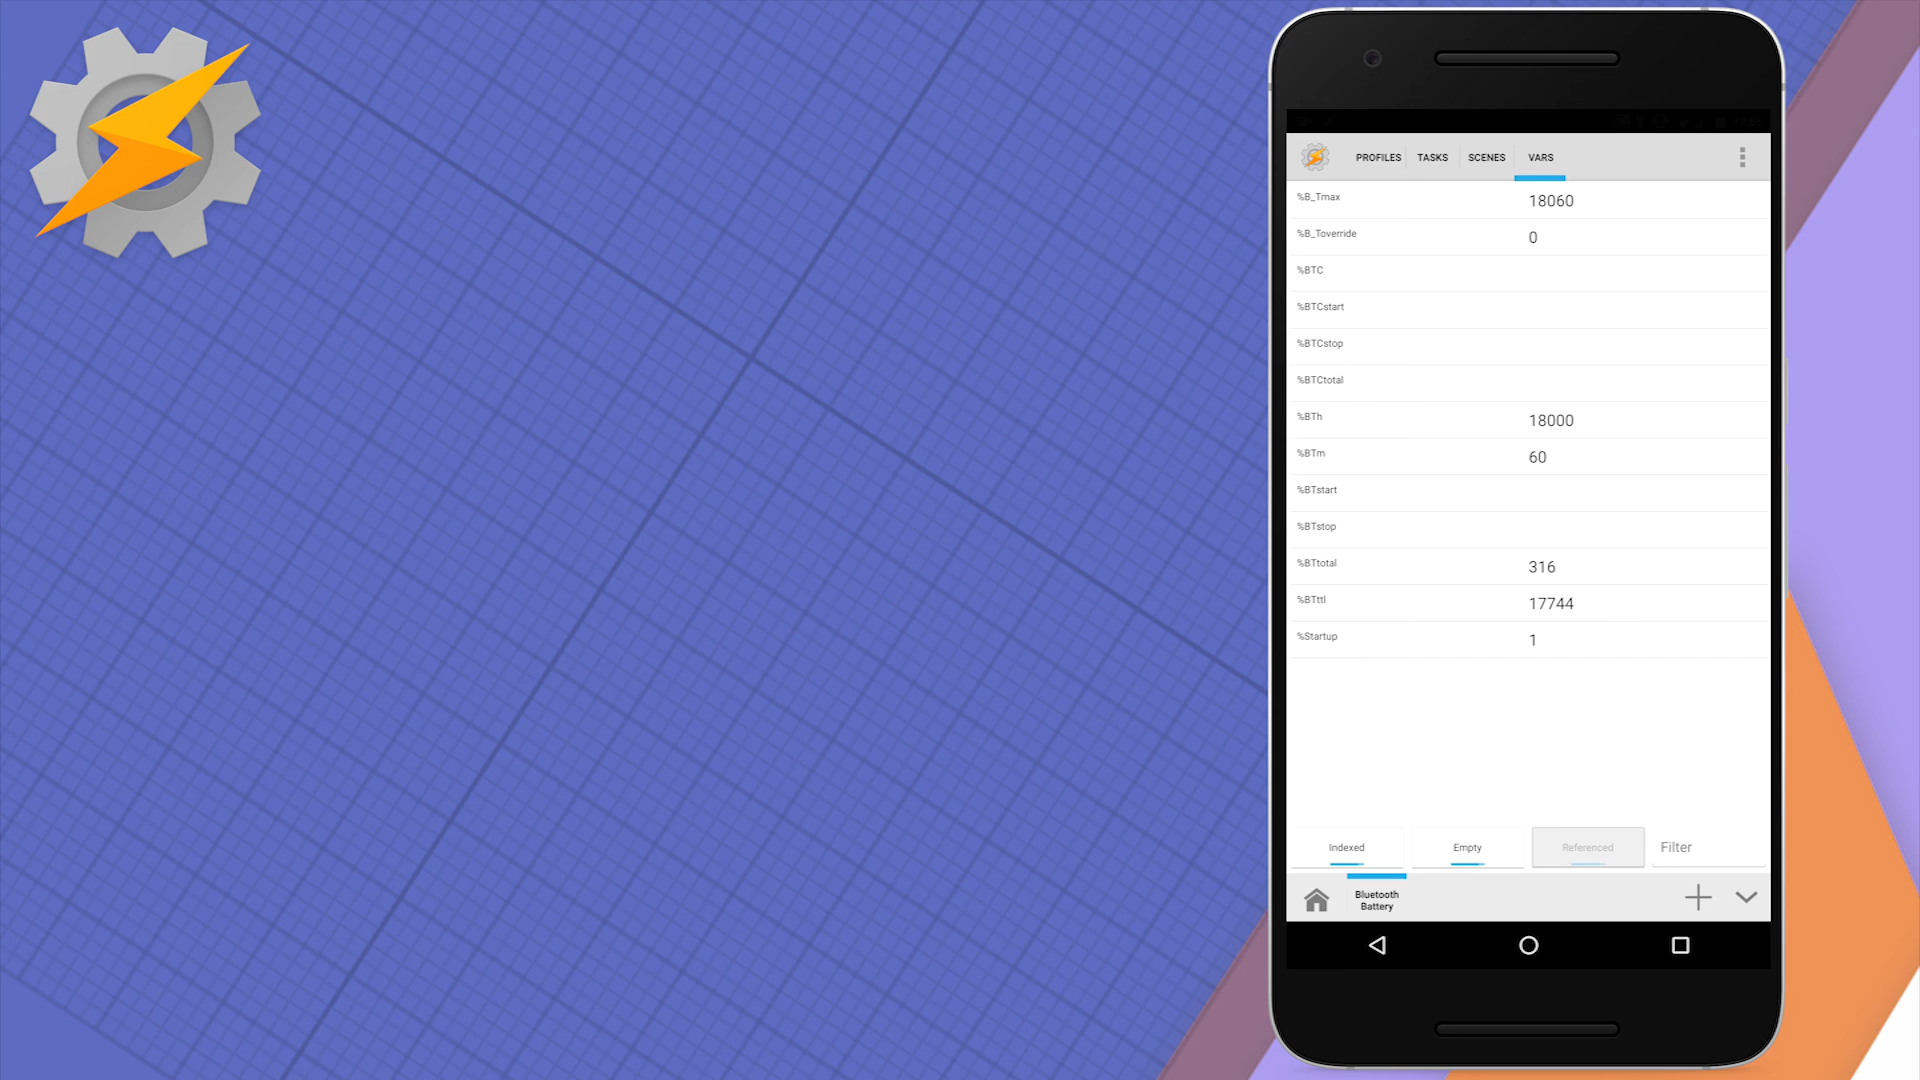 PROFILES TASKS SCENES VARS
%B_Tmax 18060
%B_Toverride 0
%BTC
%BTCstart
%BTCstop
%BTCtotal
%BTh 18000
%BTm 60
%BTstart
%BTstop
%BTtotal 316
%BTttl 17744
%Startup 1
Indexed Empty Referenced Filter
Bluetooth
Battery